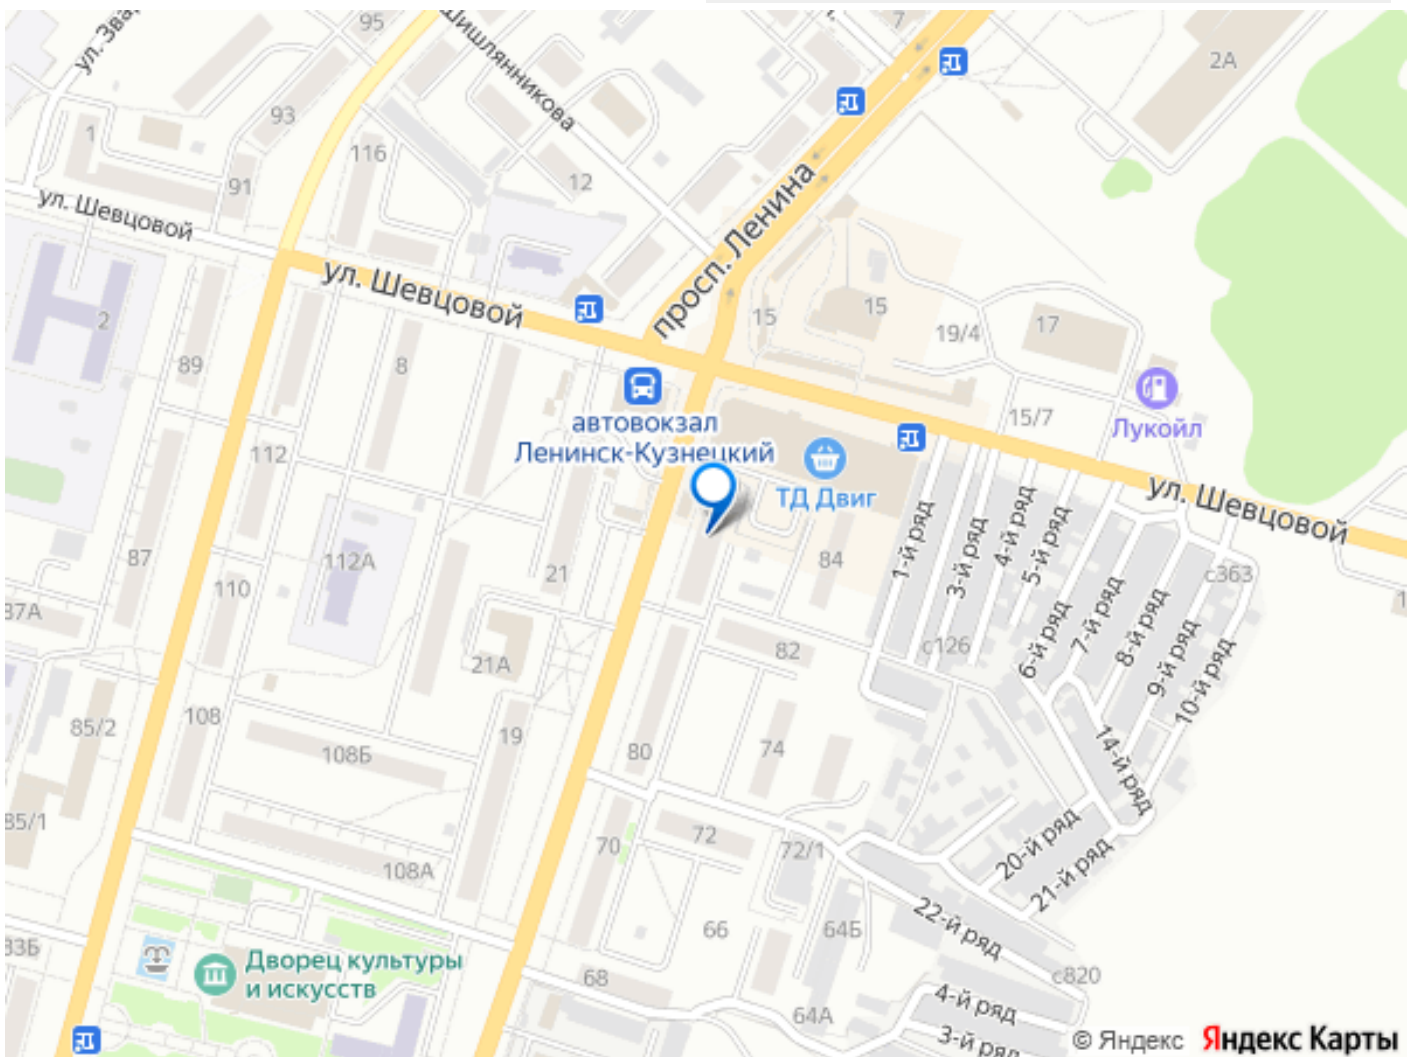 95
7
2А
ул. Зва
шишлянникова
93
1
116
91
12
ул. Шевцовой
просп. Ленина
ул. Шевцовой
2
15
15
19/4
17
89
8
15/7
Лукойл
автовокзал
Ленинск-Кузнецкий
112
ТД Двиг
ул. Шевцовой
87
112А
21
84
1-й ряд
3-й ряд
4-й ряд
5-й ряд
с363
110
37А
1
6-й ряд
7-й ряд
8-й ряд
9-й ряд
10-й ряд
82
с126
21А
108
85/2
19
108Б
80
74
14-й ряд
85/1
70
72
72/1
20-й ряд
21-й ряд
108А
22-й ряд
66
64Б
33Б
Дворец культуры
и искусств
68
с820
64А
4-й ряд
3-й ряд
© Яндекс Яндекс Карты